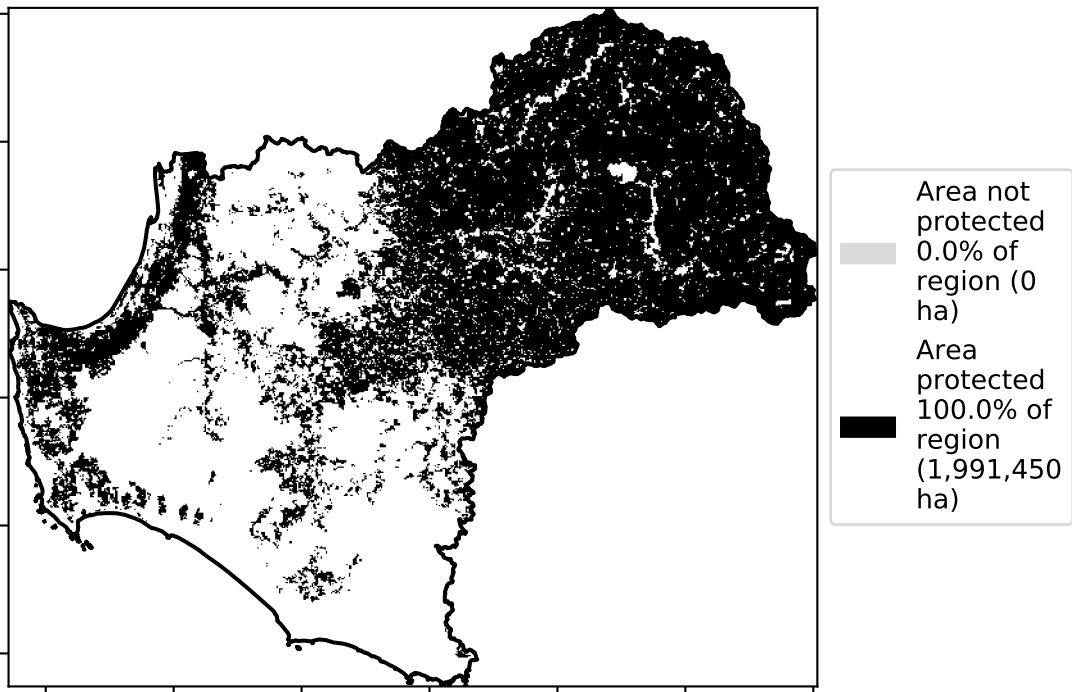 Area not
protected
0.0% of
region (0
ha)
Area
protected
100.0% of
region
(1,991,450
ha)